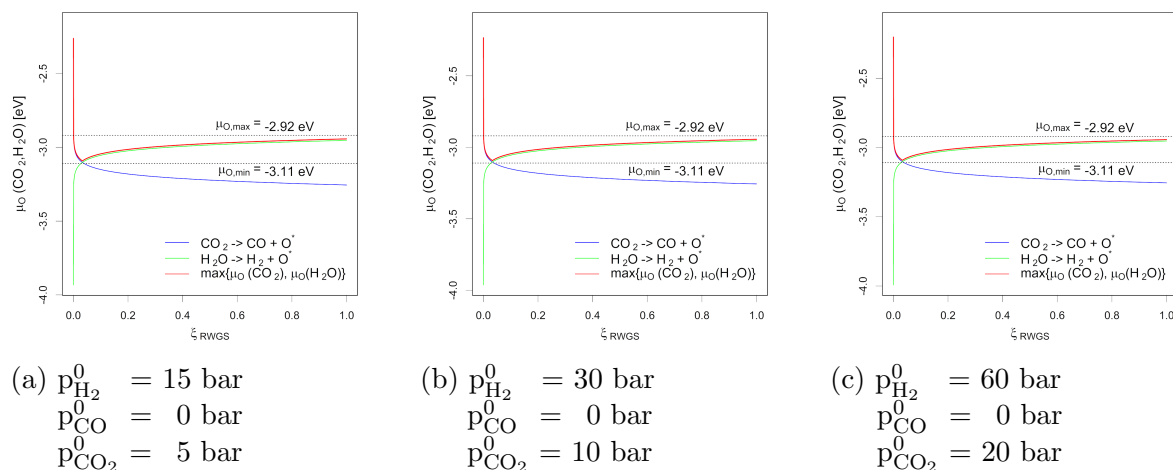 μO (CO2,H2O) [eV]
-2.5
-3.0
-3.5
-4.0
μO,max = -2.92 eV
μO,min = -3.11 eV
CO2 -> CO + O*
H2O -> H2 + O*
max{μO (CO2), μO(H2O)}
0.0 0.2 0.4 0.6 0.8 1.0
ξ RWGS
(a) p0H2 = 15 bar
p0CO = 0 bar
p0CO2 = 5 bar
μO (CO2,H2O) [eV]
-2.5
-3.0
-3.5
-4.0
μO,max = -2.92 eV
μO,min = -3.11 eV
CO2 -> CO + O*
H2O -> H2 + O*
max{μO (CO2), μO(H2O)}
0.0 0.2 0.4 0.6 0.8 1.0
ξ RWGS
(b) p0H2 = 30 bar
p0CO = 0 bar
p0CO2 = 10 bar
μO (CO2,H2O) [eV]
-2.5
-3.0
-3.5
-4.0
μO,max = -2.92 eV
μO,min = -3.11 eV
CO2 -> CO + O*
H2O -> H2 + O*
max{μO (CO2), μO(H2O)}
0.0 0.2 0.4 0.6 0.8 1.0
ξ RWGS
(c) p0H2 = 60 bar
p0CO = 0 bar
p0CO2 = 20 bar